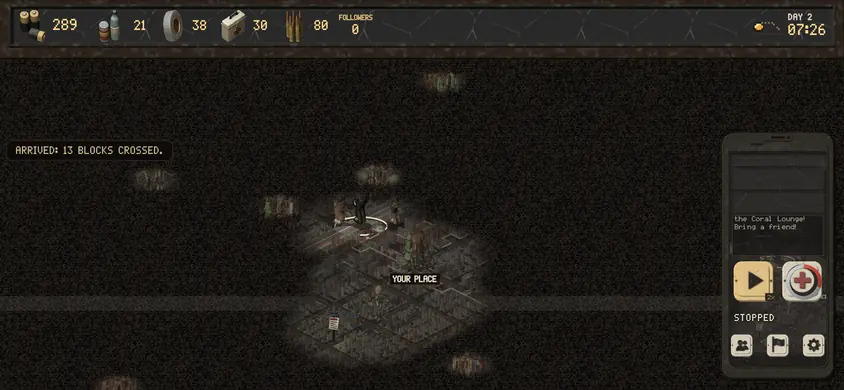 289
21
38
30
80
FOLLOWERS
0
DAY 2
07:26
ARRIVED: 13 BLOCKS CROSSED.
the Coral Lounge!
Bring a friend!
YOUR PLACE
2x
STOPPED